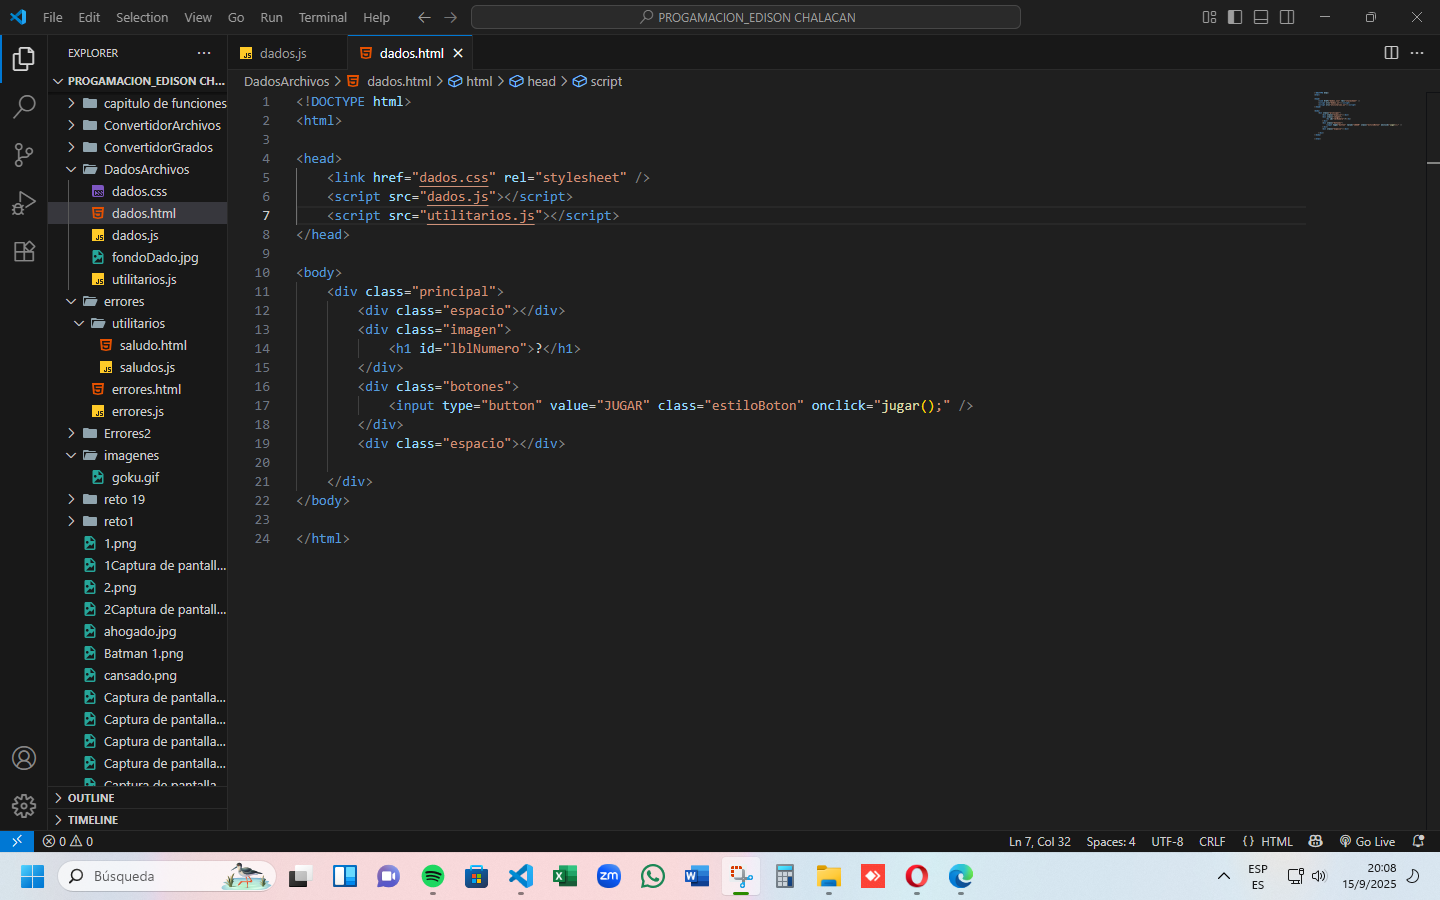 File Edit Selection View Go Run Terminal Help
PROGAMACION_EDISON CHALACAN
EXPLORER
PROGAMACION_EDISON CH...
capitulo de funciones
ConvertidorArchivos
ConvertidorGrados
DadosArchivos
dados.css
dados.html
dados.js
fondoDado.jpg
utilitarios.js
errores
utilitarios
saludo.html
saludos.js
errores.html
errores.js
Errores2
imagenes
goku.gif
reto 19
reto1
1.png
1Captura de pantall...
2.png
2Captura de pantall...
ahogado.jpg
Batman 1.png
cansado.png
Captura de pantalla...
Captura de pantalla...
Captura de pantalla...
Captura de pantalla...
Captura de pantalla
OUTLINE
TIMELINE
dados.js dados.html
DadosArchivos > dados.html > html > head > script
1 <!DOCTYPE html>
2 <html>
3
4 <head>
5 <link href="dados.css" rel="stylesheet" />
6 <script src="dados.js"></script>
7 <script src="utilitarios.js"></script>
8 </head>
9
10 <body>
11 <div class="principal">
12 <div class="espacio"></div>
13 <div class="imagen">
14 <h1 id="lblNumero">?</h1>
15 </div>
16 <div class="botones">
17 <input type="button" value="JUGAR" class="estiloBoton" onclick="jugar();" />
18 </div>
19 <div class="espacio"></div>
20
21 </div>
22 </body>
23
24 </html>
0 0
Ln 7, Col 32 Spaces: 4 UTF-8 CRLF {} HTML Go Live
Búsqueda
zm
ESP
ES
20:08
15/9/2025